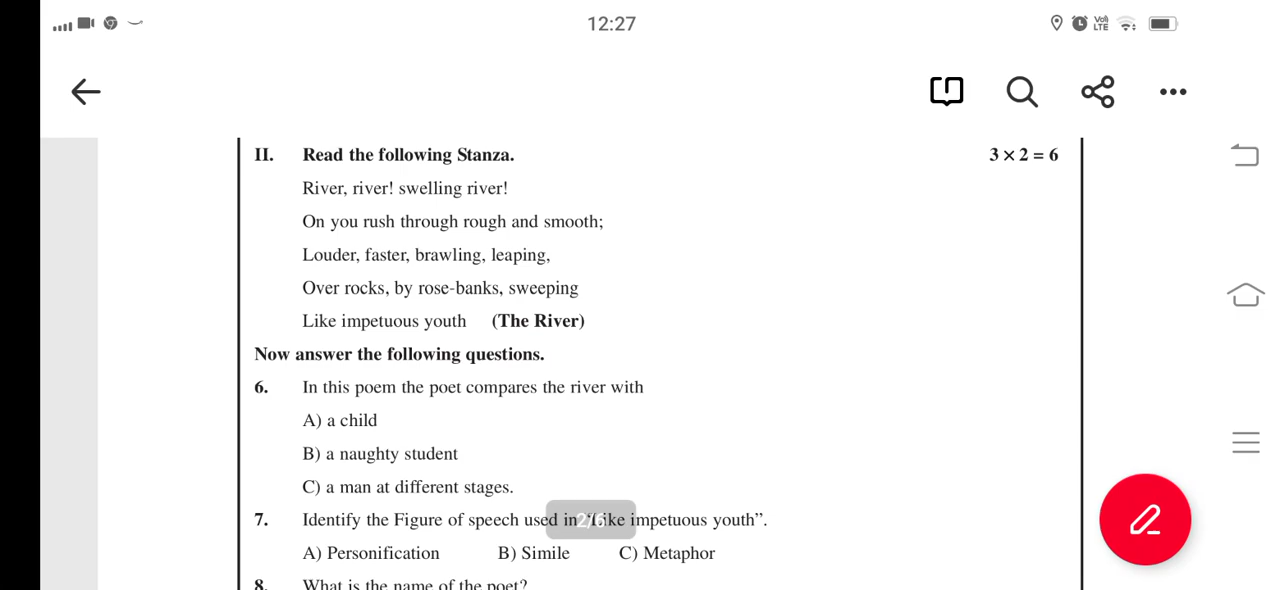 12:27
VoLTE
II. Read the following Stanza. 3 × 2 = 6
River, river! swelling river!
On you rush through rough and smooth;
Louder, faster, brawling, leaping,
Over rocks, by rose-banks, sweeping
Like impetuous youth (The River)
Now answer the following questions.
6. In this poem the poet compares the river with
A) a child
B) a naughty student
C) a man at different stages.
7. Identify the Figure of speech used in “Like impetuous youth”.
2/6
A) Personification B) Simile C) Metaphor
8. What is the name of the poet?